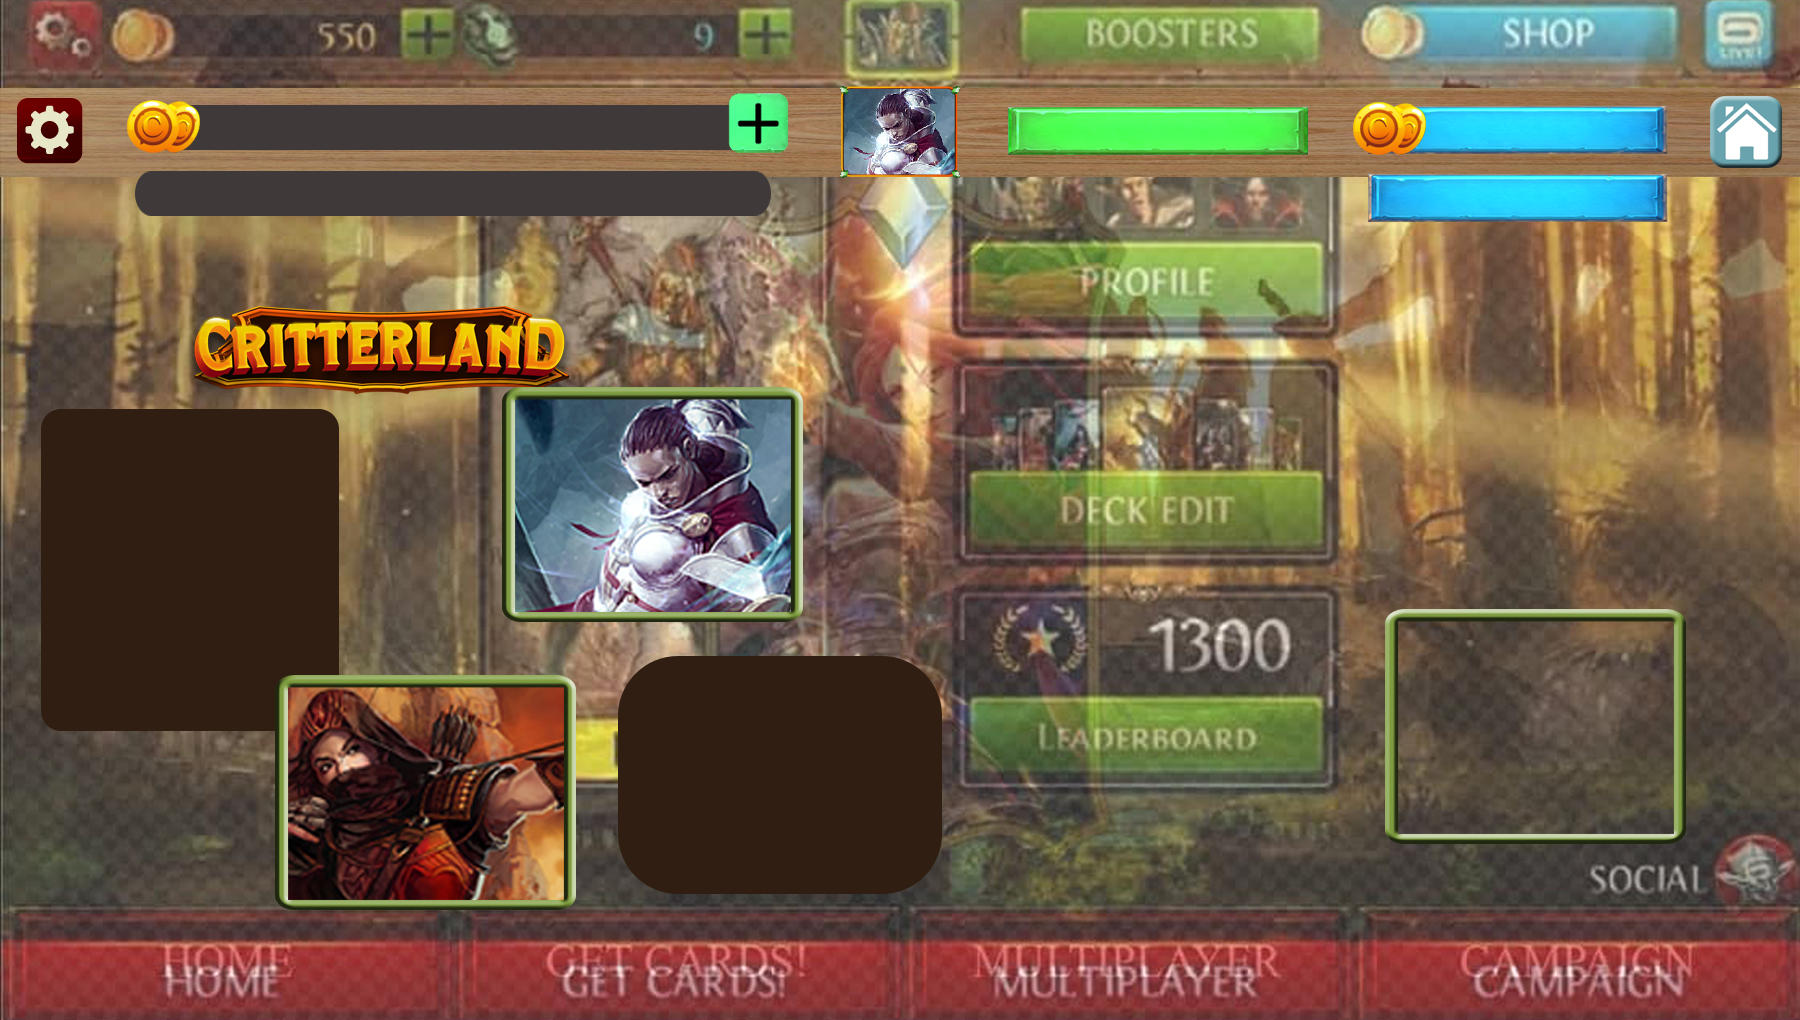 550
9
BOOSTERS
SHOP
LIVE!
PROFILE
CRITTERLAND
DECK EDIT
1300
LEADERBOARD
SOCIAL
HOME
HOME
GET CARDS!
GET CARDS!
MULTIPLAYER
MULTIPLAYER
CAMPAIGN
CAMPAIGN